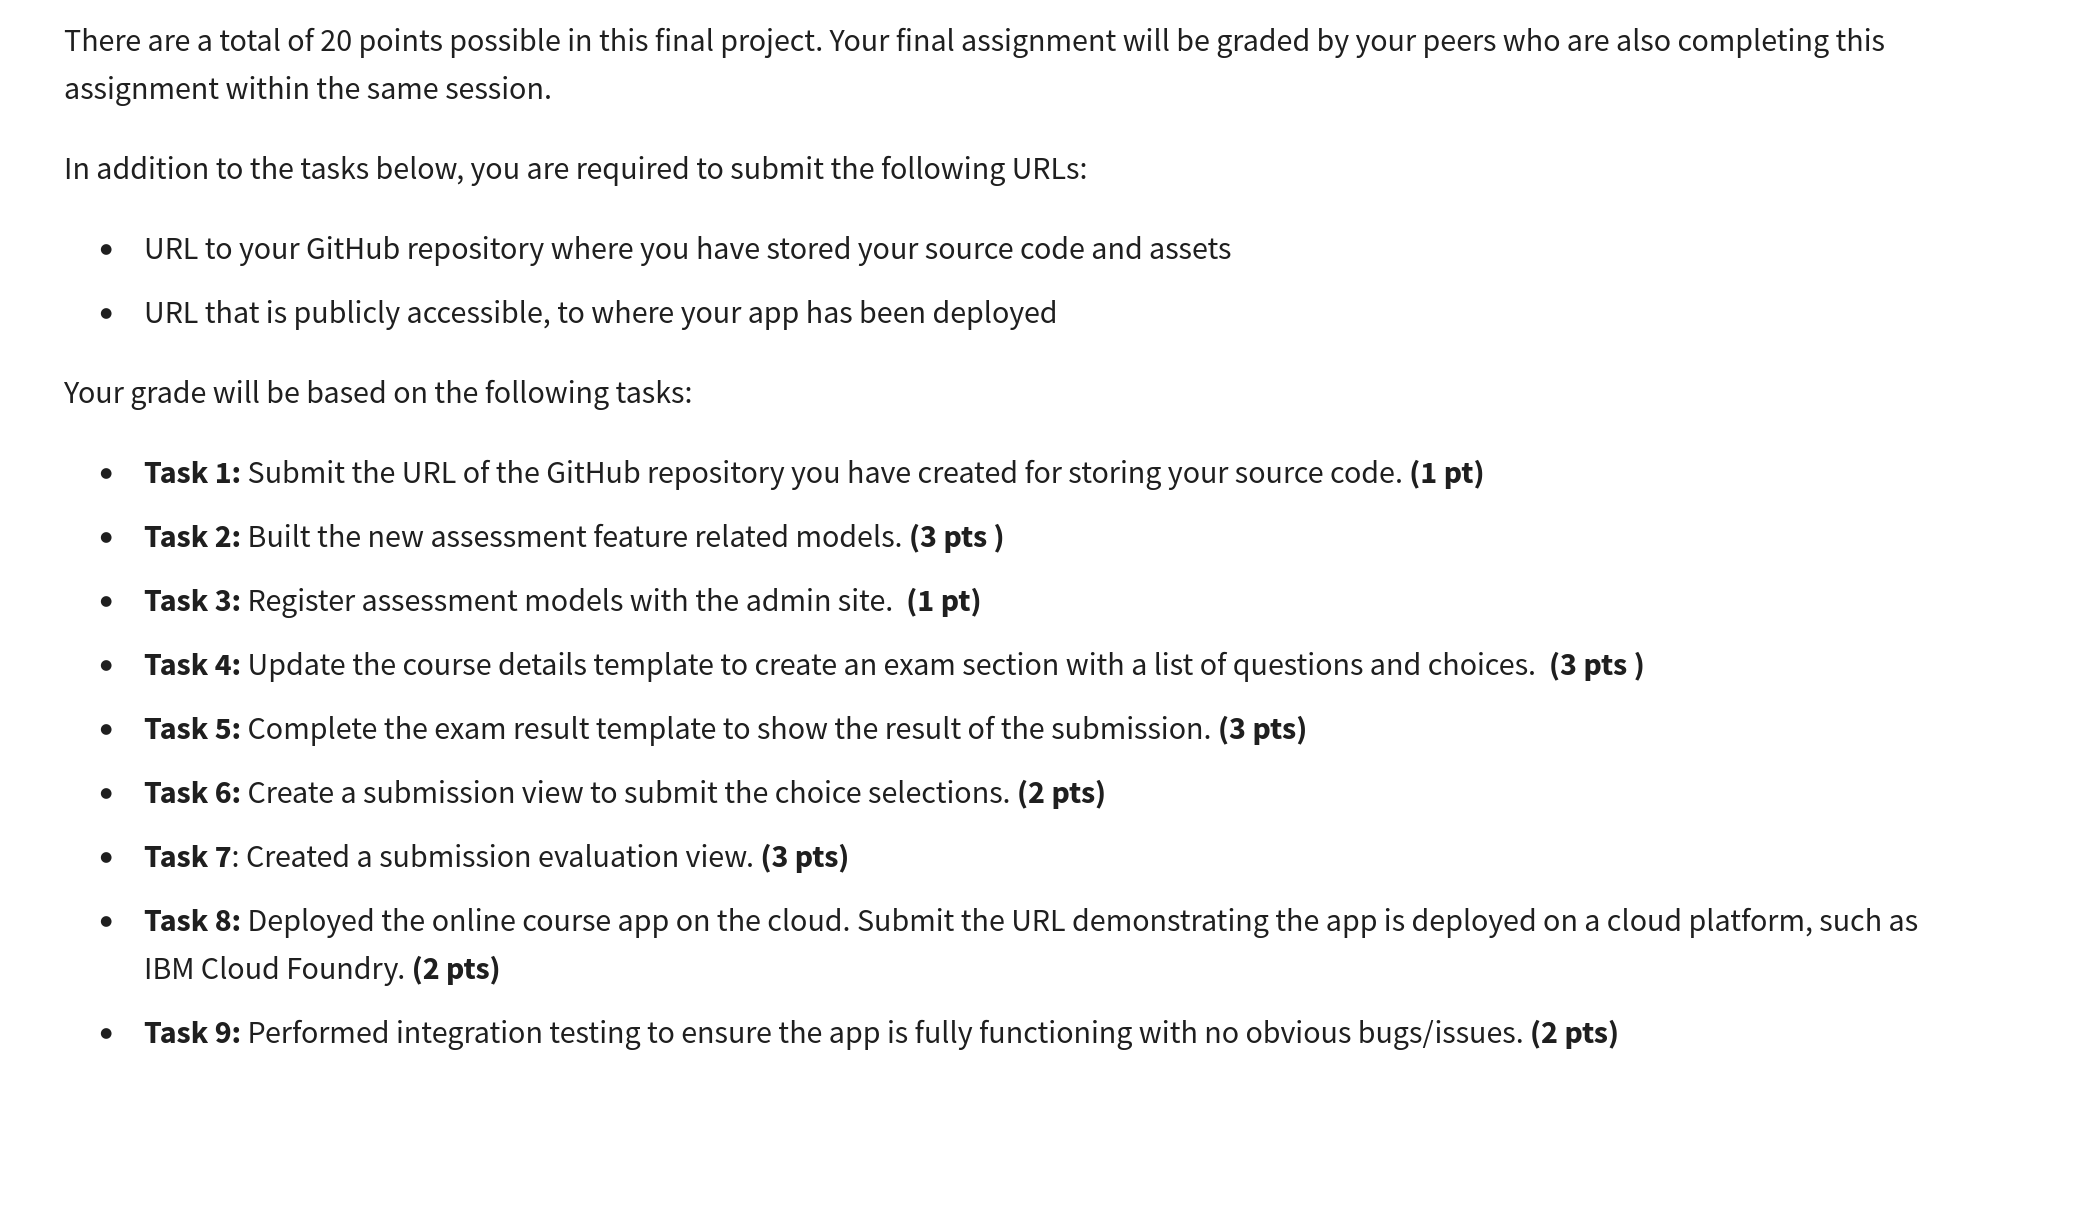 There are a total of 20 points possible in this final project. Your final assignment will be graded by your peers who are also completing this
assignment within the same session.
In addition to the tasks below, you are required to submit the following URLs:
• URL to your GitHub repository where you have stored your source code and assets
• URL that is publicly accessible, to where your app has been deployed
Your grade will be based on the following tasks:
• Task 1: Submit the URL of the GitHub repository you have created for storing your source code. (1 pt)
• Task 2: Built the new assessment feature related models. (3 pts )
• Task 3: Register assessment models with the admin site.  (1 pt)
• Task 4: Update the course details template to create an exam section with a list of questions and choices.  (3 pts )
• Task 5: Complete the exam result template to show the result of the submission. (3 pts)
• Task 6: Create a submission view to submit the choice selections. (2 pts)
• Task 7: Created a submission evaluation view. (3 pts)
• Task 8: Deployed the online course app on the cloud. Submit the URL demonstrating the app is deployed on a cloud platform, such as
IBM Cloud Foundry. (2 pts)
• Task 9: Performed integration testing to ensure the app is fully functioning with no obvious bugs/issues. (2 pts)